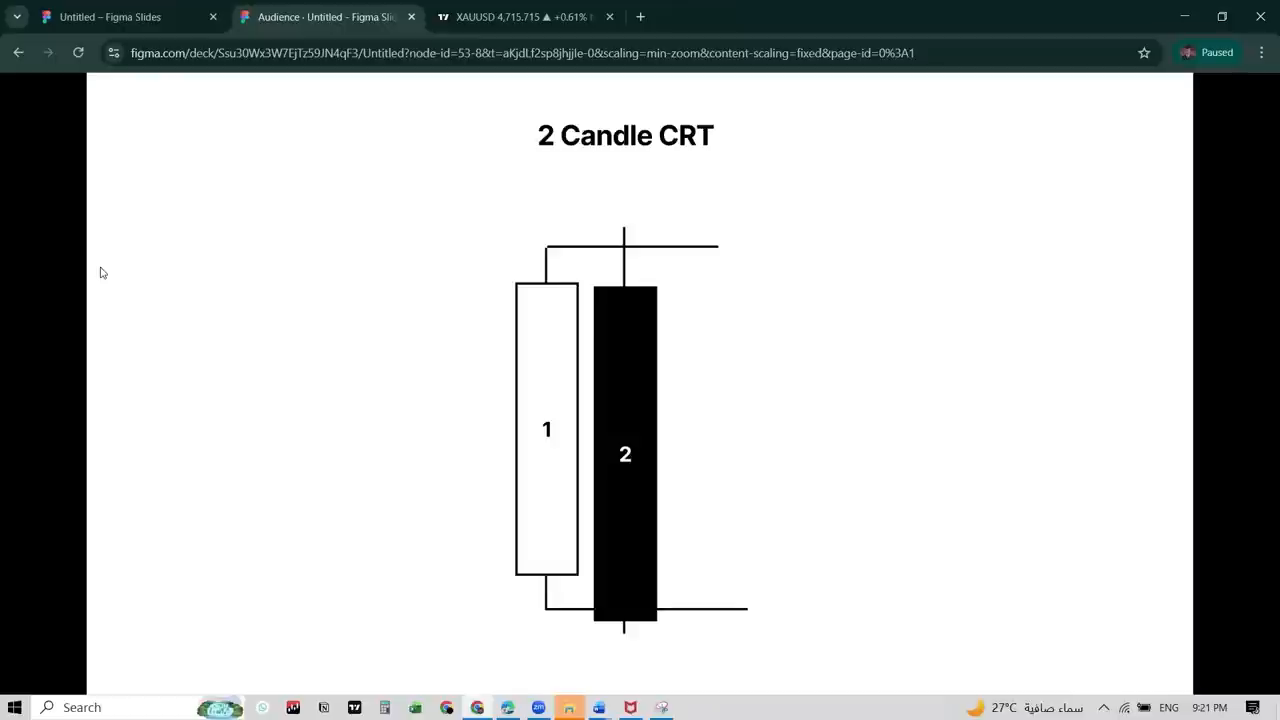 Untitled – Figma Slides
Audience · Untitled – Figma Sli
XAUUSD 4,715.715 ▲ +0.61%
figma.com/deck/Ssu30Wx3W7EjTz59JN4qF3/Untitled?node-id=53-8&t=aKjdLf2sp8jhjjIe-0&scaling=min-zoom&content-scaling=fixed&page-id=0%3A1
Paused
2 Candle CRT
1
2
Search
27°C سماء صافية
ENG
9:21 PM